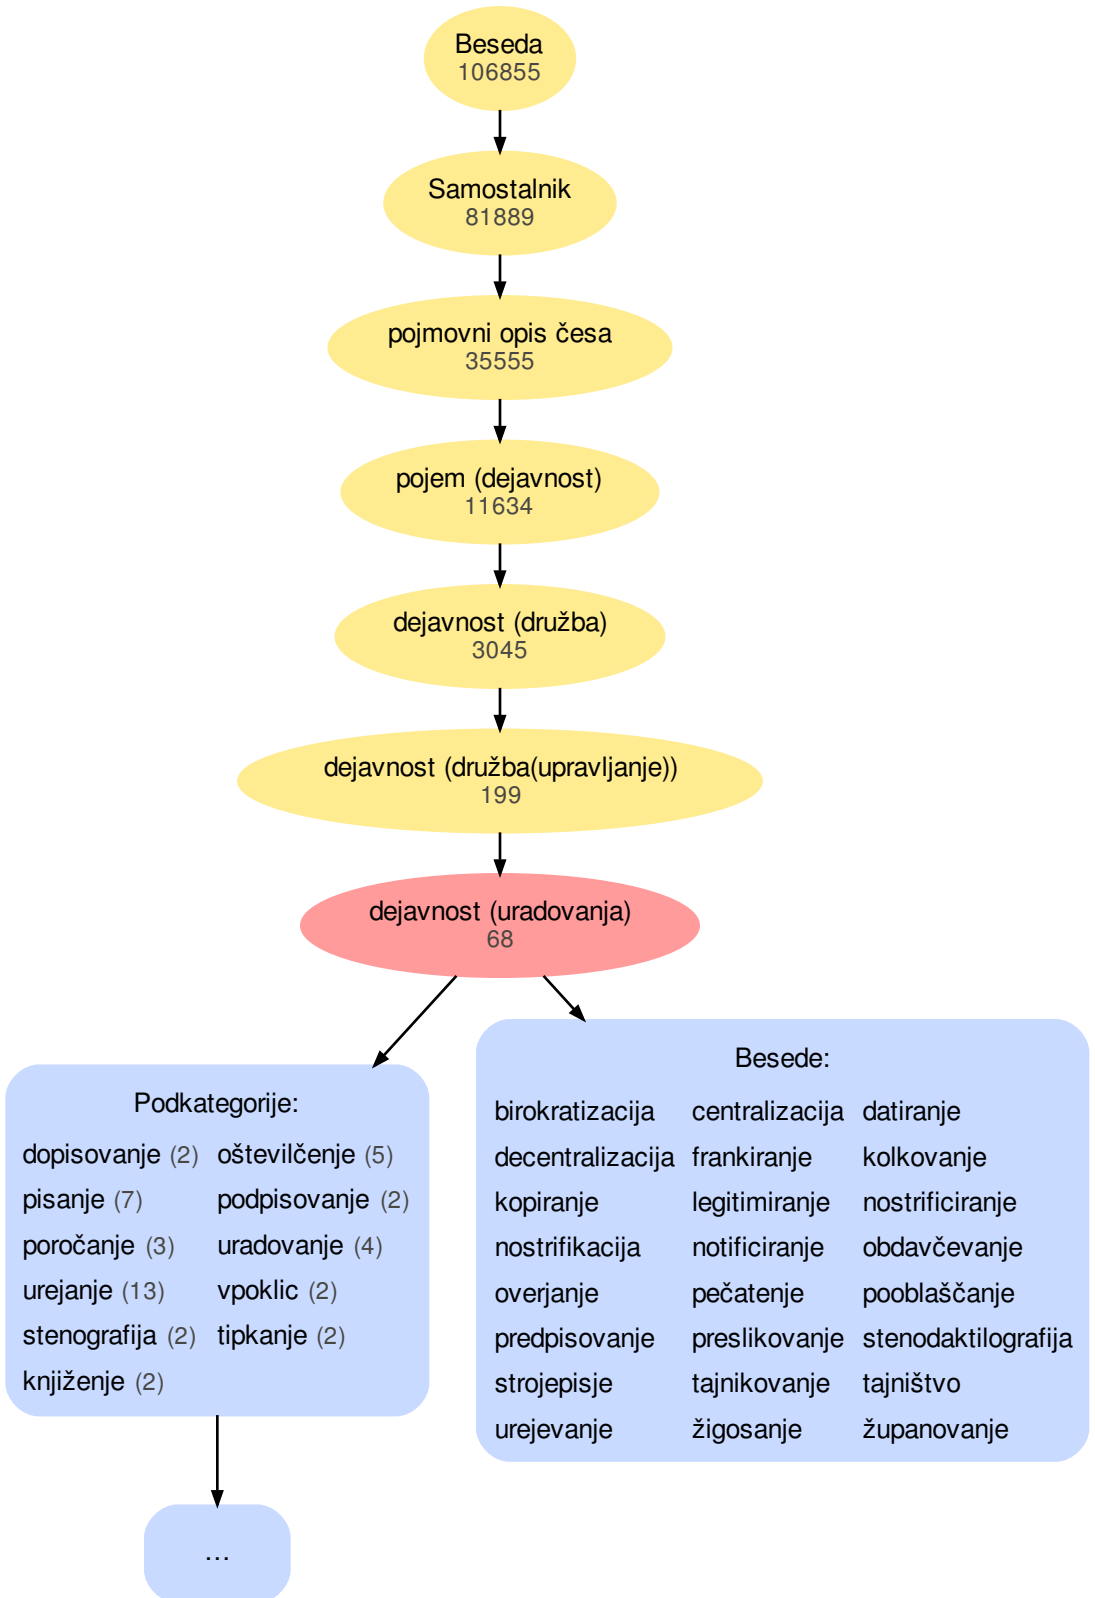 Beseda
106855
Samostalnik
81889
pojmovni opis česa
35555
pojem (dejavnost)
11634
dejavnost (družba)
3045
dejavnost (družba(upravljanje))
199
dejavnost (uradovanja)
68
Podkategorije:
dopisovanje (2) oštevilčenje (5)
pisanje (7) podpisovanje (2)
poročanje (3) uradovanje (4)
urejanje (13) vpoklic (2)
stenografija (2) tipkanje (2)
knjiženje (2)
...
Besede:
birokratizacija centralizacija datiranje
decentralizacija frankiranje kolkovanje
kopiranje legitimiranje nostrificiranje
nostrifikacija notificiranje obdavčevanje
overjanje pečatenje pooblaščanje
predpisovanje preslikovanje stenodaktilografija
strojepisje tajnikovanje tajništvo
urejevanje žigosanje županovanje